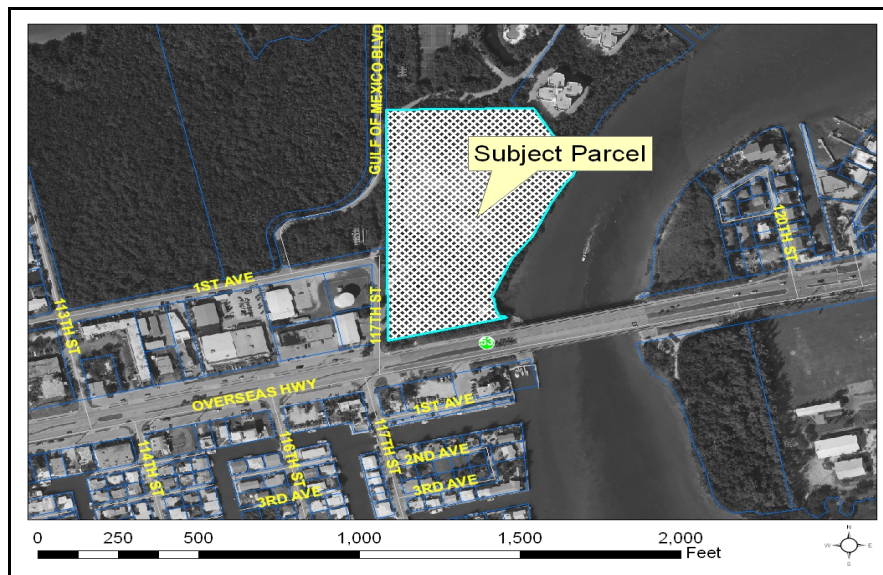 GULF OF MEXICO BLVD
Subject Parcel
120TH ST
1ST AVE
113TH ST
117TH ST
53
OVERSEAS HWY
1ST AVE
114TH ST
116TH ST
117TH ST
2ND AVE
3RD AVE
3RD AVE
0 250 500 1,000 1,500 2,000
Feet
N
W E
S